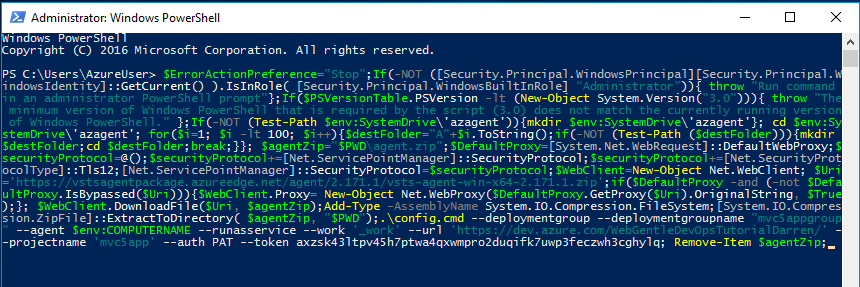 Administrator: Windows PowerShell
Windows PowerShell
Copyright (C) 2016 Microsoft Corporation. All rights reserved.
PS C:\Users\AzureUser> $ErrorActionPreference="Stop";If(-NOT ([Security.Principal.WindowsPrincipal][Security.Principal.W
indowsIdentity]::GetCurrent() ).IsInRole( [Security.Principal.WindowsBuiltInRole] "Administrator")){ throw "Run command
in an administrator PowerShell prompt"};If($PSVersionTable.PSVersion -lt (New-Object System.Version("3.0"))){ throw "The
minimum version of Windows PowerShell that is required by the script (3.0) does not match the currently running version
of Windows PowerShell." };If(-NOT (Test-Path $env:SystemDrive\'azagent')){mkdir $env:SystemDrive\'azagent'}; cd $env:Sy
stemDrive\'azagent'; for($i=1; $i -lt 100; $i++){$destFolder="A"+$i.ToString();if(-NOT (Test-Path ($destFolder))){mkdir
$destFolder;cd $destFolder;break;}}; $agentZip="$PWD\agent.zip";$DefaultProxy=[System.Net.WebRequest]::DefaultWebProxy;$
securityProtocol=@();$securityProtocol+=[Net.ServicePointManager]::SecurityProtocol;$securityProtocol+=[Net.SecurityProt
ocolType]::Tls12;[Net.ServicePointManager]::SecurityProtocol=$securityProtocol;$WebClient=New-Object Net.WebClient; $Uri
='https://vstsagentpackage.azureedge.net/agent/2.171.1/vsts-agent-win-x64-2.171.1.zip';if($DefaultProxy -and (-not $Defa
ultProxy.IsBypassed($Uri))){$WebClient.Proxy= New-Object Net.WebProxy($DefaultProxy.GetProxy($Uri).OriginalString, $True
);}; $WebClient.DownloadFile($Uri, $agentZip);Add-Type -AssemblyName System.IO.Compression.FileSystem;[System.IO.Compres
sion.ZipFile]::ExtractToDirectory( $agentZip, "$PWD");.\config.cmd --deploymentgroup --deploymentgroupname "mvc5appgroup
" --agent $env:COMPUTERNAME --runasservice --work '_work' --url 'https://dev.azure.com/WebGentleDevOpsTutorialDarren/' -
-projectname 'mvc5app' --auth PAT --token axzsk43ltpv45h7ptwa4qxwmpro2duqifk7uwp3feczwh3cghylq; Remove-Item $agentZip;